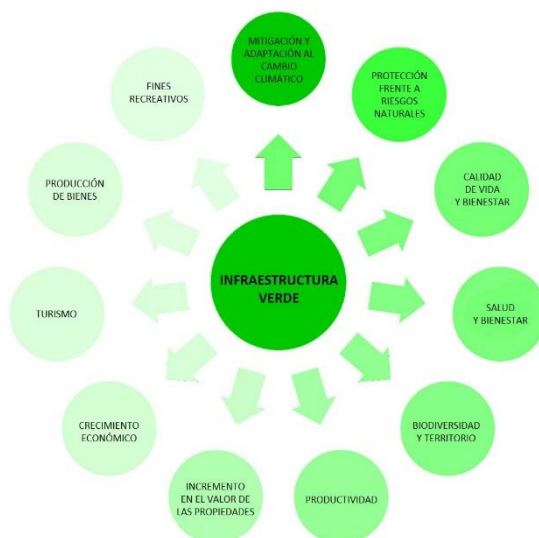 MITIGACIÓN Y
ADAPTACIÓN AL
CAMBIO
CLIMÁTICO
PROTECCIÓN
FRENTE A
RIESGOS
NATURALES
CALIDAD
DE VIDA
Y BIENESTAR
SALUD
Y BIENESTAR
BIODIVERSIDAD
Y TERRITORIO
PRODUCTIVIDAD
INCREMENTO
EN EL VALOR DE
LAS PROPIEDADES
CRECIMIENTO
ECONÓMICO
TURISMO
PRODUCCIÓN
DE BIENES
FINES
RECREATIVOS
INFRAESTRUCTURA
VERDE